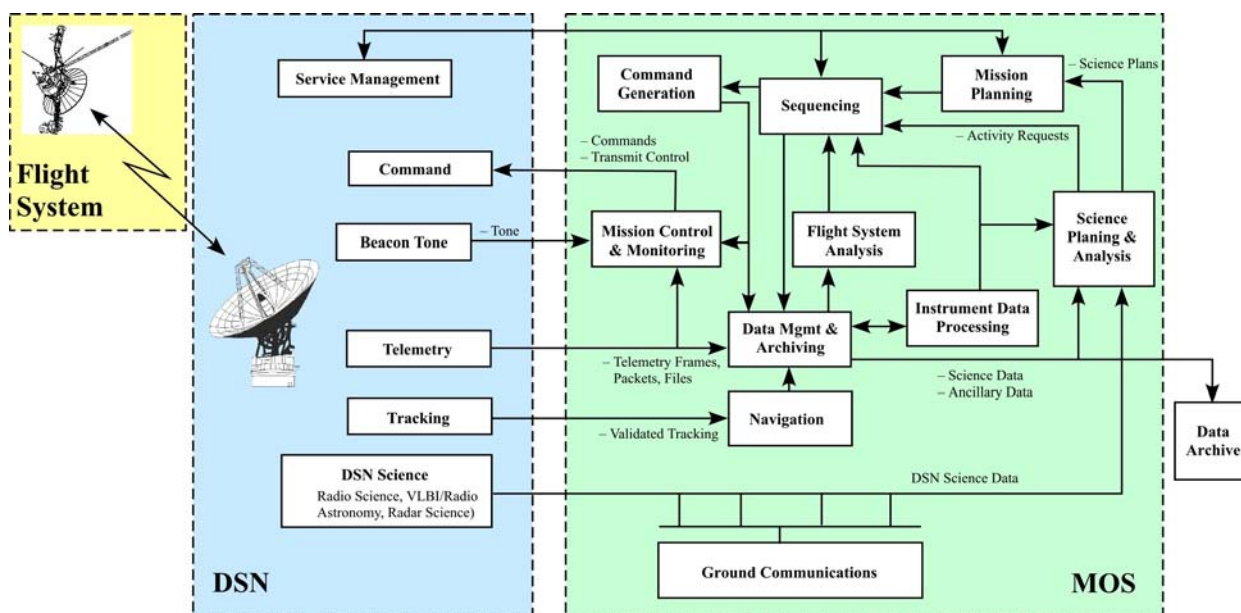 Flight
System
DSN
Service Management
Command
Beacon Tone
Telemetry
Tracking
DSN Science
Radio Science, VLBI/Radio
Astronomy, Radar Science)
– Commands
– Transmit Control
– Tone
– Telemetry Frames,
Packets, Files
– Validated Tracking
MOS
Command
Generation
Sequencing
Mission
Planning
– Science Plans
– Activity Requests
Mission Control
& Monitoring
Flight System
Analysis
Science
Planing &
Analysis
Data Mgmt &
Archiving
Instrument Data
Processing
– Science Data
– Ancillary Data
Navigation
DSN Science Data
Ground Communications
Data
Archive